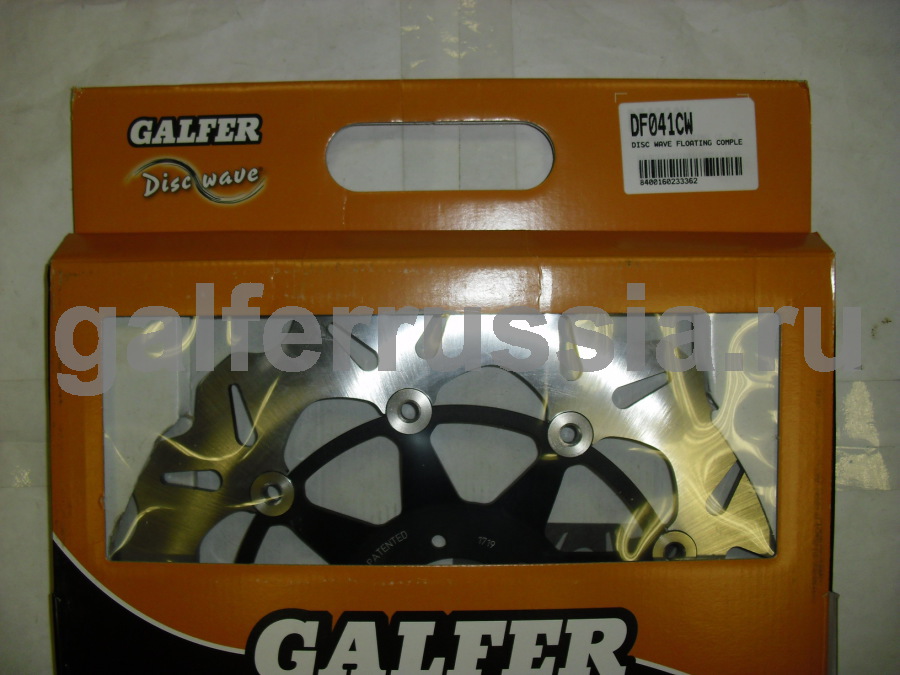 GALFER
Disc wave
DF041CW
DISC WAVE FLOATING COMPLE
8400160233362
galferrussia.ru
PATENTED
1719
GALFER